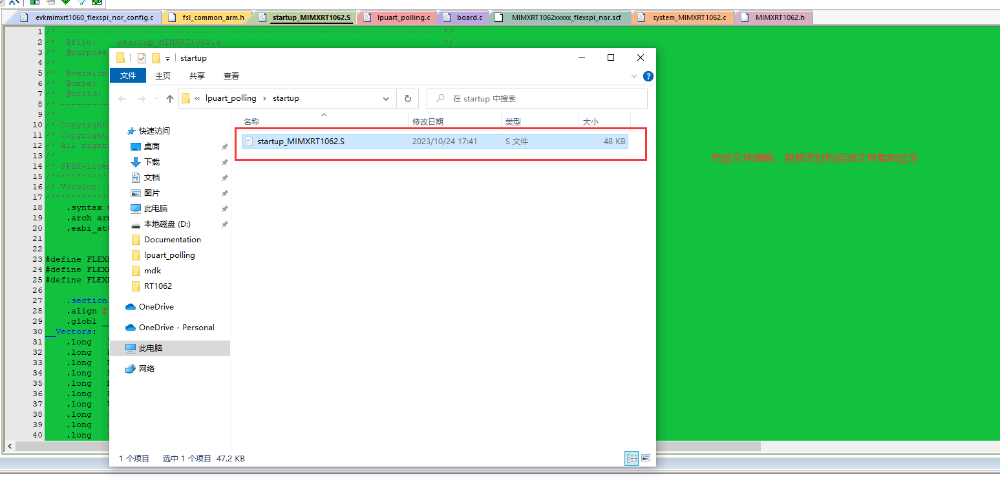 evkmimxrt1060_flexspi_nor_config.c fsl_common_arm.h startup_MIMXRT1062.S lpuart_polling.c board.c MIMXRT1062xxxxx_flexspi_nor.scf system_MIMXRT1062.c MIMXRT1062.h
1 /* ------------------------------------------------------------------------- */
2 /* @file: startup_MIMXRT1062.s */
3 /* @purpose
4 /*
5 /* @version
6 /* @date:
7 /* @build:
8 /* ---------
9 /*
10 /* Copyright
11 /* Copyright
12 /* All right
13 /*
14 /* SPDX-Lice
15 /***********
16 /* Version:
17 /***********
18 .syntax
19 .arch ar
20 .eabi_at
21
22
23 #define FLEX
24 #define FLEX
25 #define FLEX
26
27 .section
28 .align 2
29 .globl
30 __Vectors:
31 .long
32 .long
33 .long
34 .long
35 .long
36 .long
37 .long
38 .long
39 .long
40 .long
startup
文件 主页 共享 查看
« lpuart_polling › startup
在 startup 中搜索
名称 修改日期 类型 大小
startup_MIMXRT1062.S 2023/10/24 17:41 S 文件 48 KB
快速访问
桌面
下载
文档
图片
此电脑
本地磁盘 (D:)
Documentation
lpuart_polling
mdk
RT1062
OneDrive
OneDrive - Personal
此电脑
网络
1 个项目 选中 1 个项目 47.2 KB
把该文件删除，将修改好的启动文件复制过来